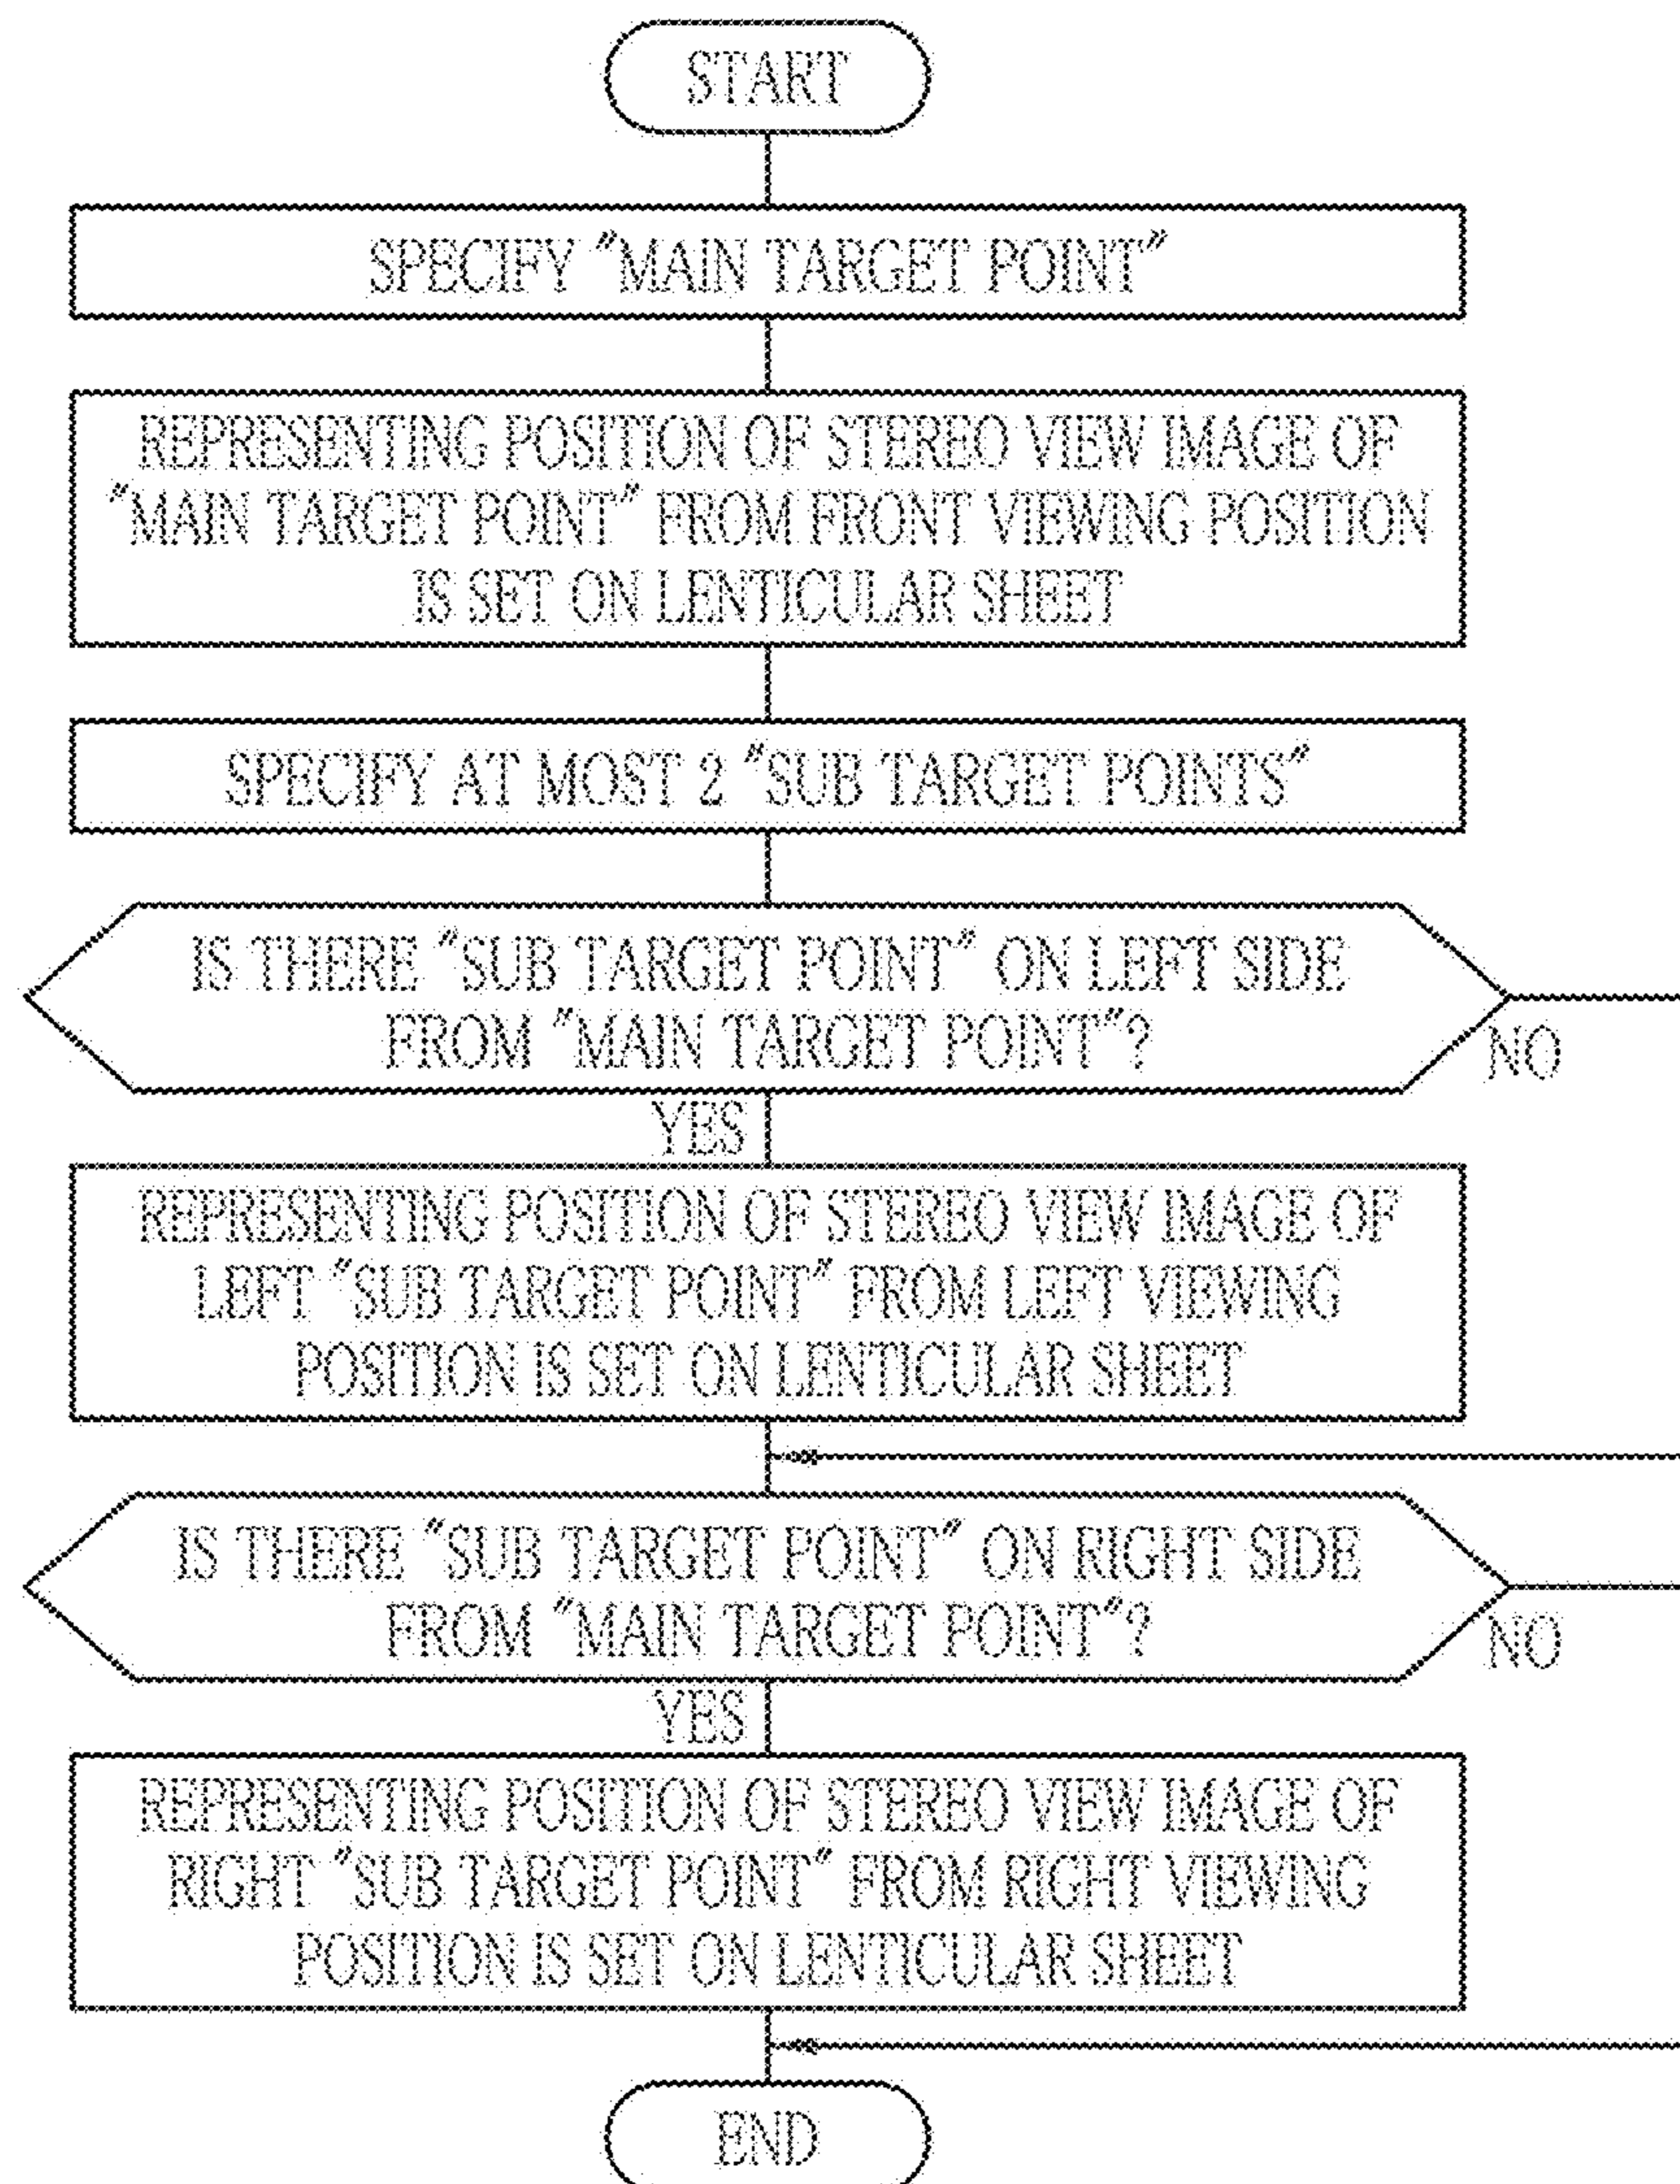 START
SPECIFY "MAIN TARGET POINT"
REPRESENTING POSITION OF STEREO VIEW IMAGE OF
"MAIN TARGET POINT" FROM FRONT VIEWING POSITION
IS SET ON LENTICULAR SHEET
SPECIFY AT MOST 2 "SUB TARGET POINTS"
IS THERE "SUB TARGET POINT" ON LEFT SIDE
FROM "MAIN TARGET POINT"?
NO
YES
REPRESENTING POSITION OF STEREO VIEW IMAGE OF
LEFT "SUB TARGET POINT" FROM LEFT VIEWING
POSITION IS SET ON LENTICULAR SHEET
IS THERE "SUB TARGET POINT" ON RIGHT SIDE
FROM "MAIN TARGET POINT"?
NO
YES
REPRESENTING POSITION OF STEREO VIEW IMAGE OF
RIGHT "SUB TARGET POINT" FROM RIGHT VIEWING
POSITION IS SET ON LENTICULAR SHEET
END